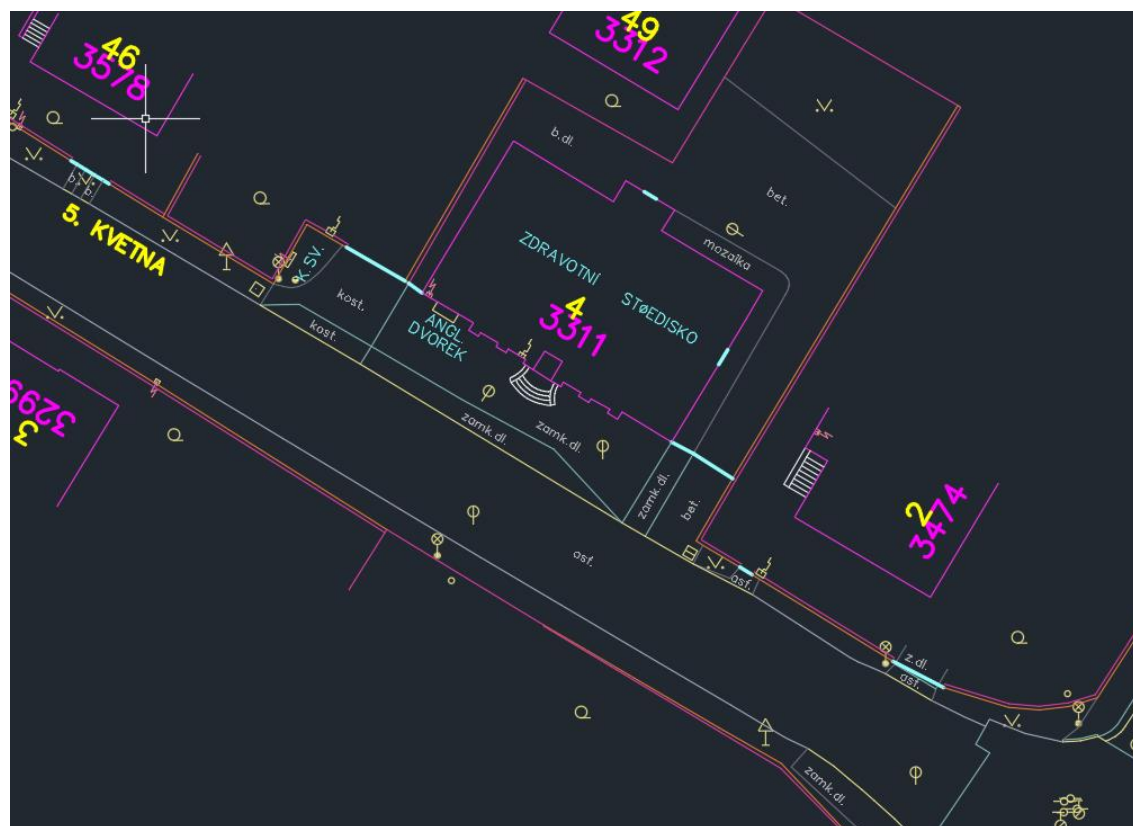 49
3312
46
3578
b.dl.
bet.
b.
b.
5. KVETNA
mozaika
K.SV.
ZDRAVOTNÍ
STøEDISKO
kost.
kost.
4
3311
ANGL.
DVOREK
zamk.dl.
zamk.dl.
3299
3
zamk.dl.
bet.
2
3474
asf.
asf.
z.dl.
asf.
zamk.dl.